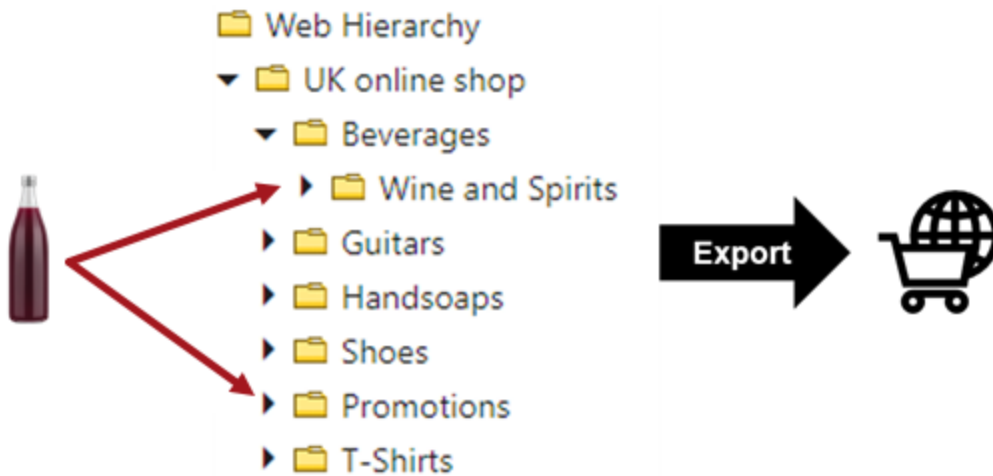 Web Hierarchy
UK online shop
Beverages
Wine and Spirits
Guitars
Handsoaps
Shoes
Promotions
T-Shirts
Export